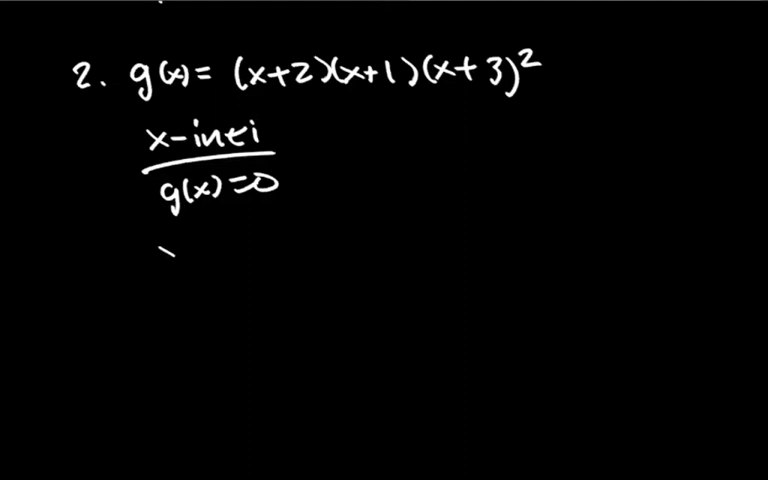 2. g(x) = (x+2)(x+1)(x+3)²
x-inti
g(x)=0